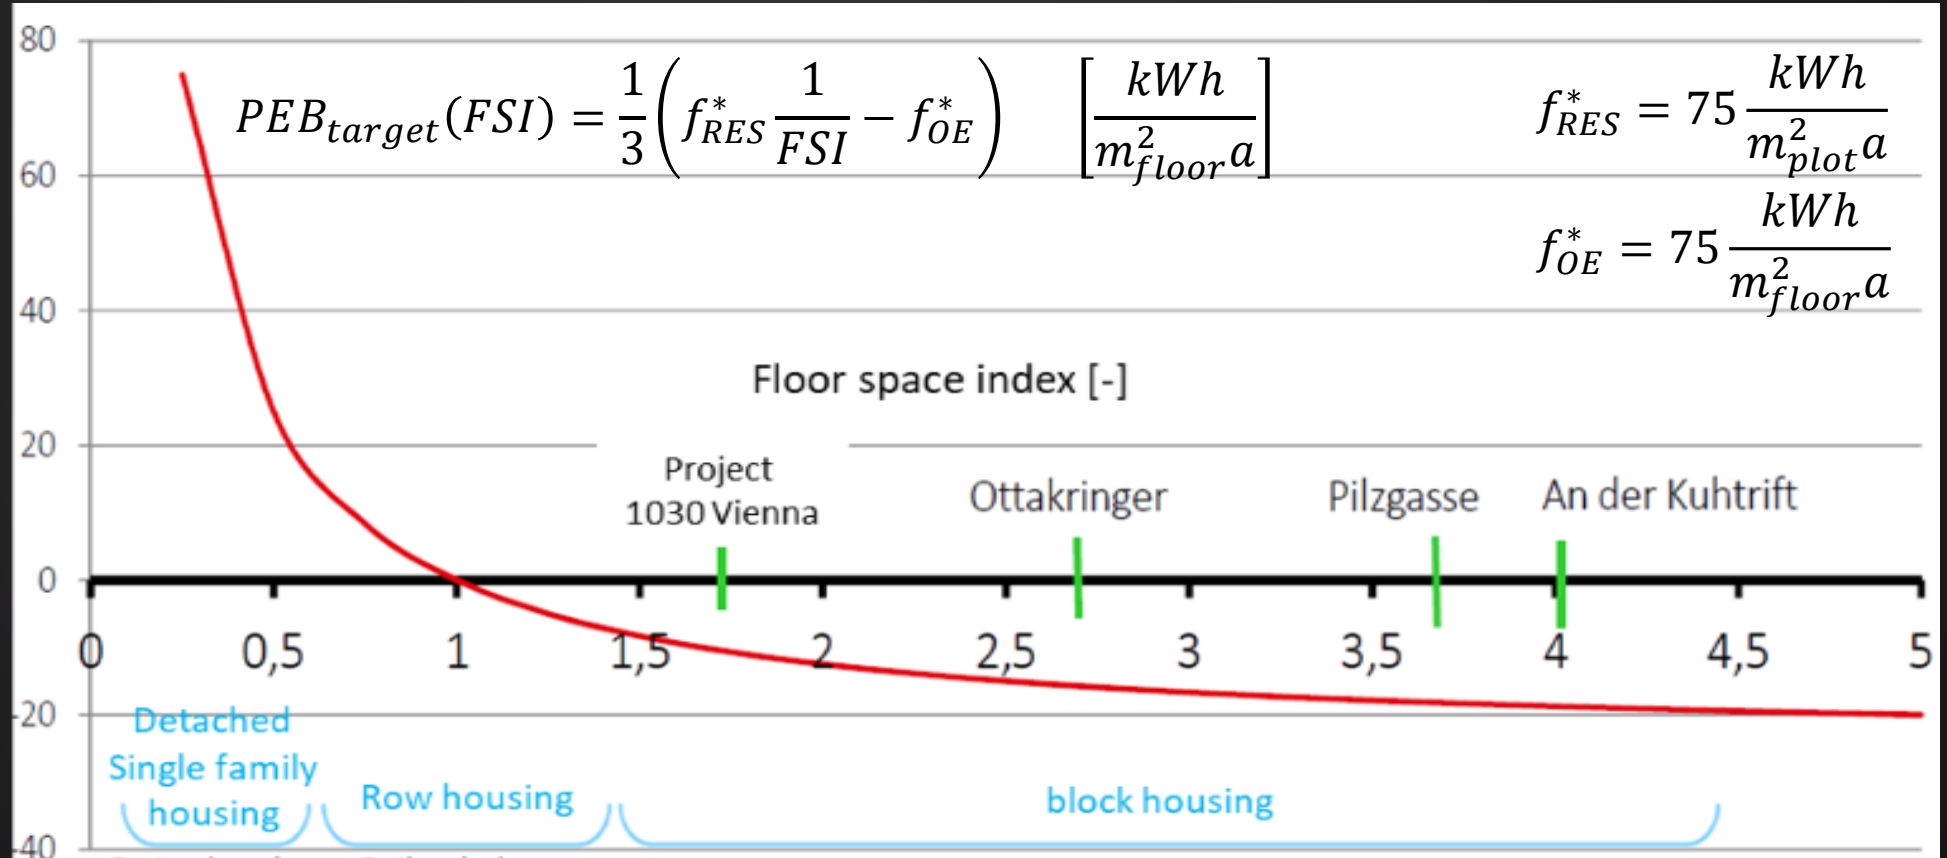 80
PEB_target(FSI) = 1/3 (f*_RES 1/FSI − f*_OE) [kWh / m²_floor a]
f*_RES = 75 kWh / m²_plot a
60
f*_OE = 75 kWh / m²_floor a
40
Floor space index [-]
20
Project
1030 Vienna
Ottakringer
Pilzgasse
An der Kuhtrift
0
0 0,5 1 1,5 2 2,5 3 3,5 4 4,5 5
-20
Detached
Single family
housing
Row housing
block housing
-40